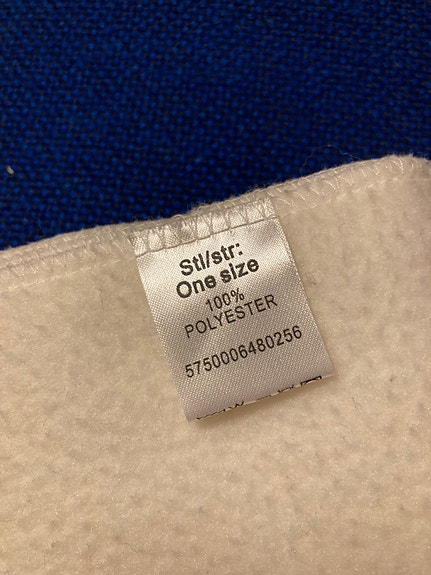 Stl/str:
One size
100%
POLYESTER
5750006480256